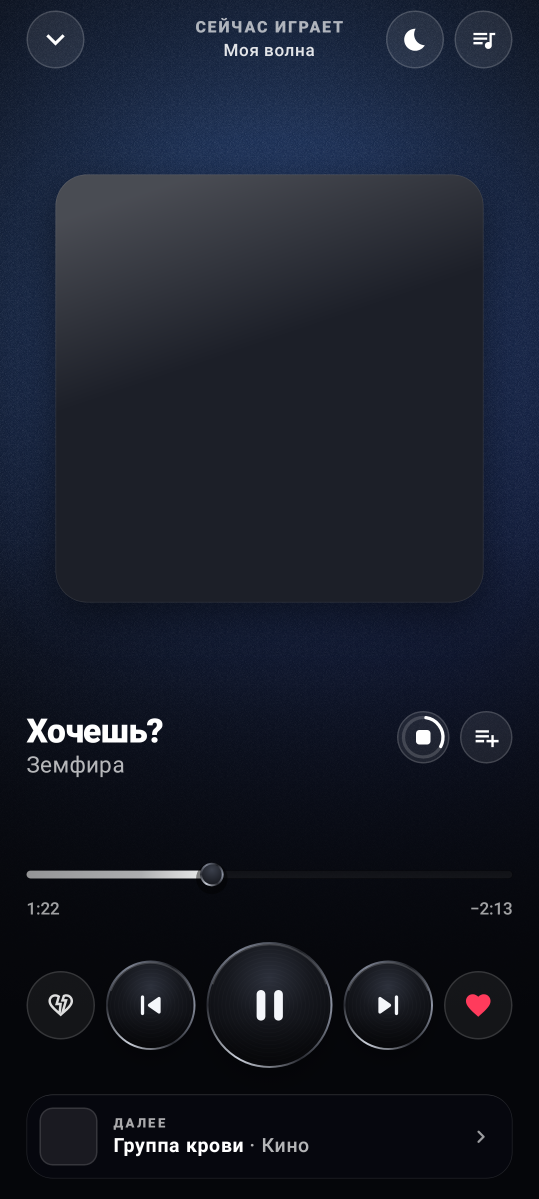 СЕЙЧАС ИГРАЕТ
Моя волна
Хочешь?
Земфира
1:22
−2:13
ДАЛЕЕ
Группа крови · Кино